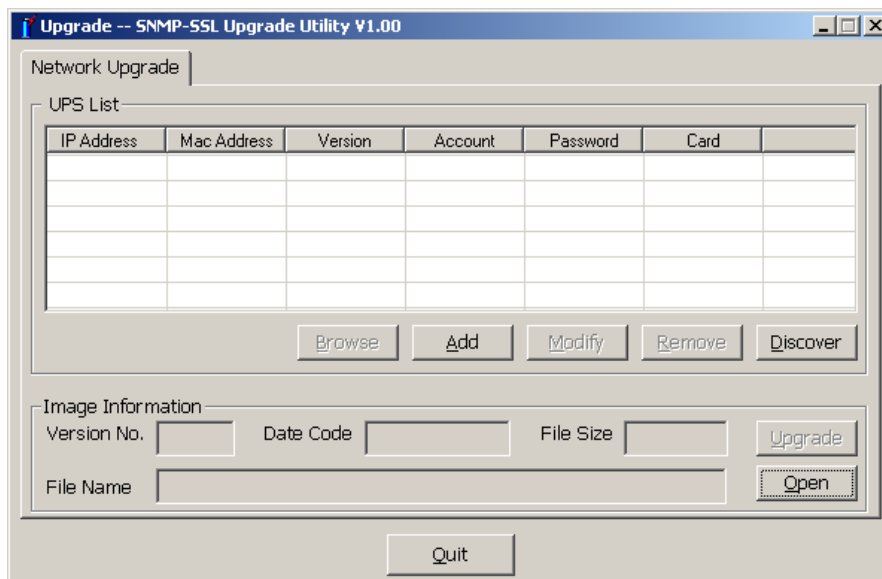 Upgrade -- SNMP-SSL Upgrade Utility V1.00
Network Upgrade
UPS List
IP Address Mac Address Version Account Password Card
Browse Add Modify Remove Discover
Image Information
Version No. Date Code File Size Upgrade
File Name Open
Quit